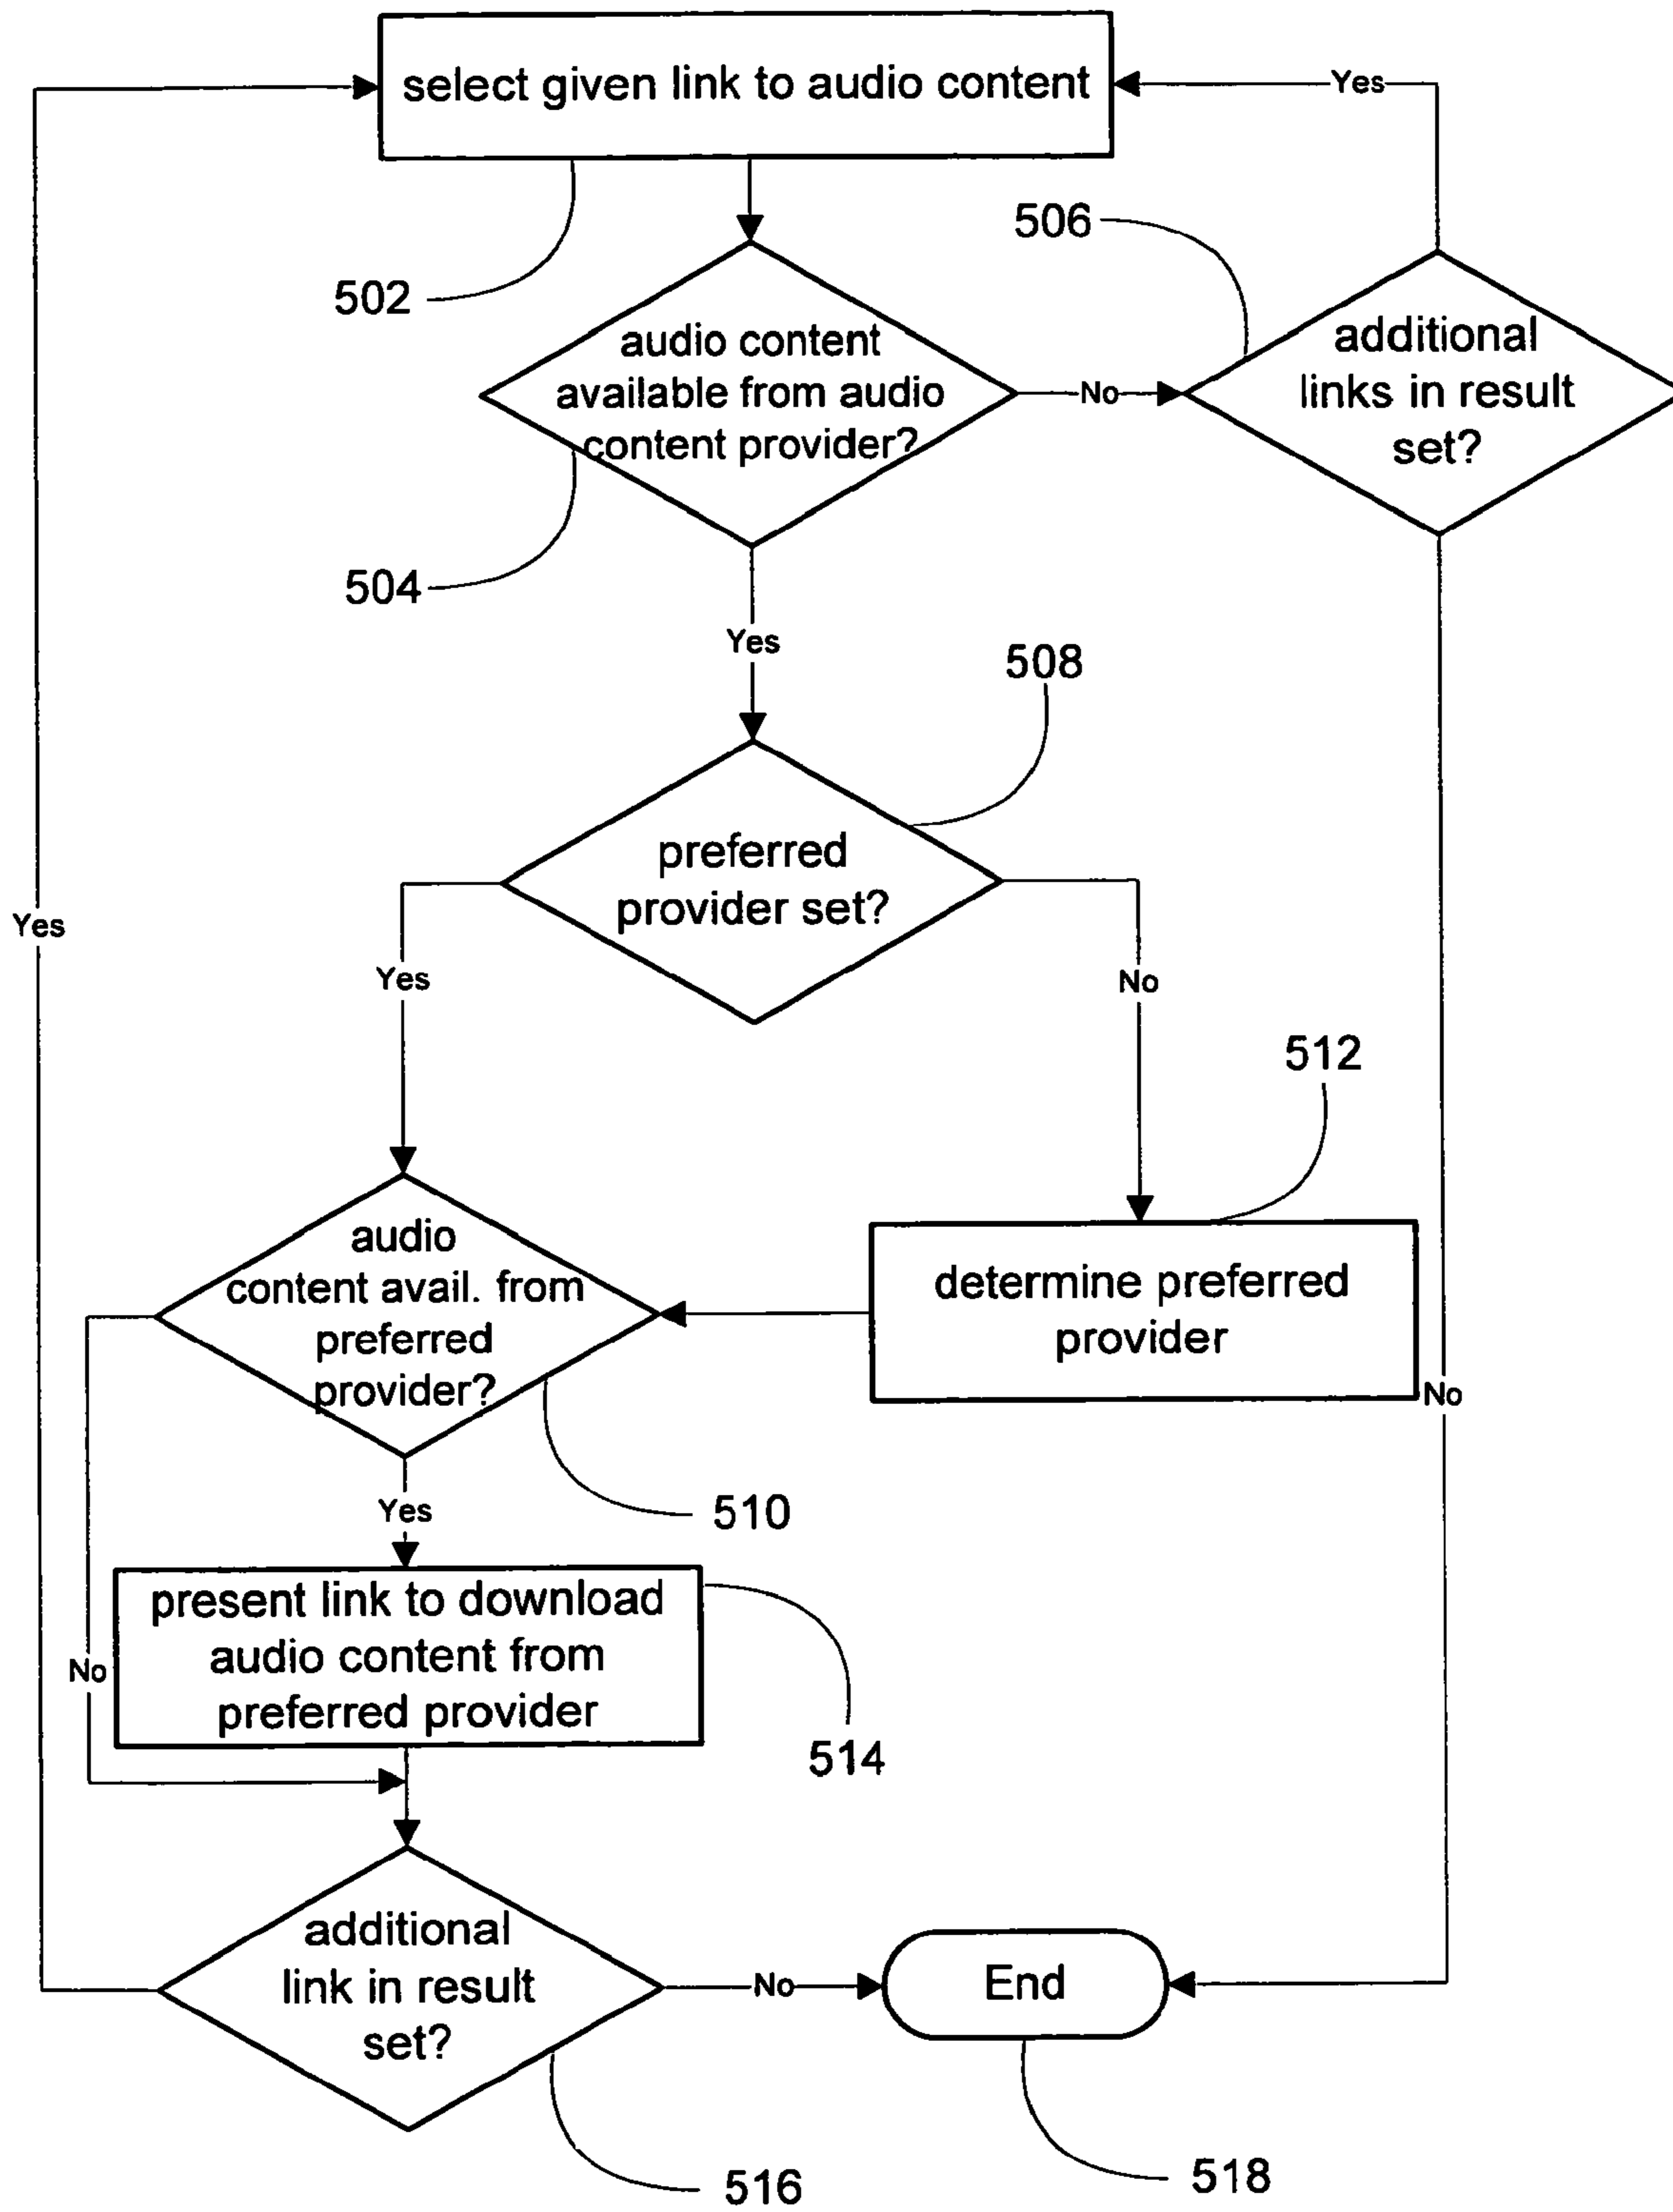 select given link to audio content
Yes
506
502
audio content
available from audio
content provider?
No
additional
links in result
set?
504
Yes
508
preferred
provider set?
Yes
Yes
No
512
audio
content avail. from
preferred
provider?
determine preferred
provider
No
Yes
510
present link to download
audio content from
preferred provider
No
514
additional
link in result
set?
No
End
516
518